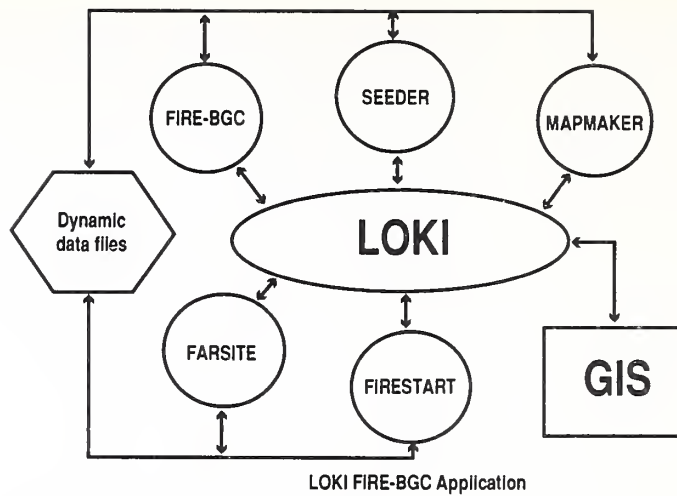 FIRE-BGC
SEEDER
MAPMAKER
Dynamic
data files
LOKI
FARSITE
FIRESTART
GIS
LOKI FIRE-BGC Application